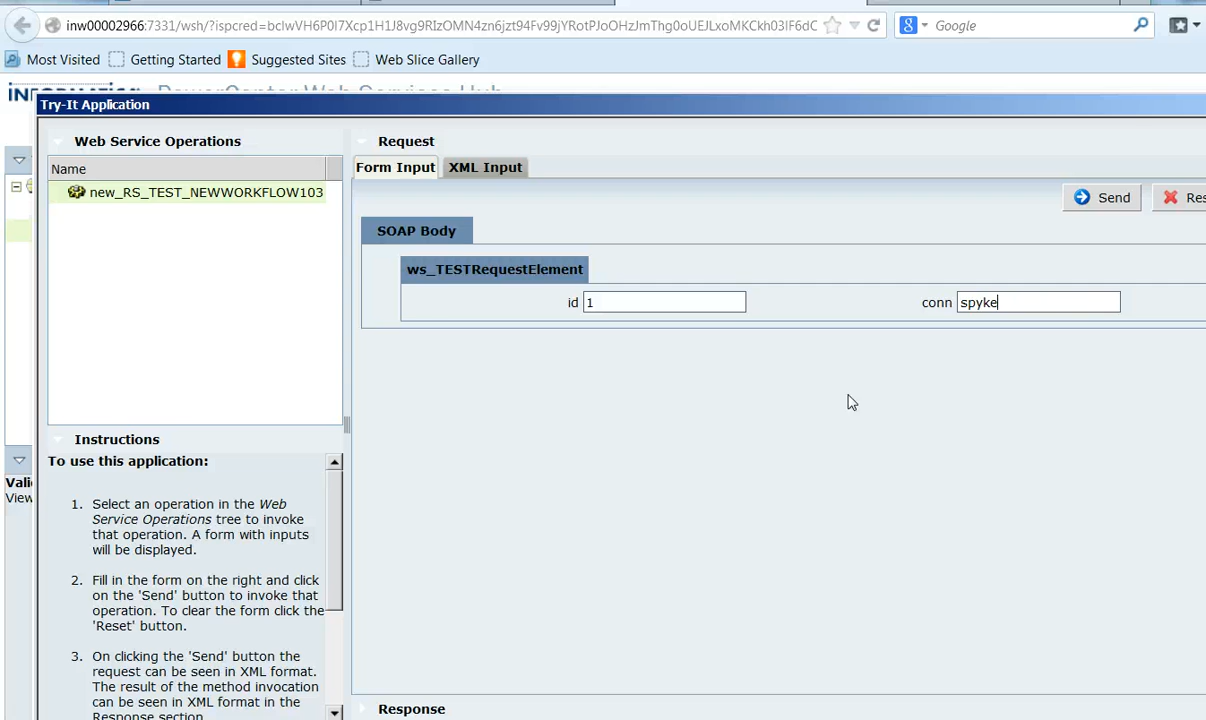 inw00002966:7331/wsh/?ispcred=
Google
Most Visited
Getting Started
Suggested Sites
Web Slice Gallery
Try-It Application
Web Service Operations
Name
new_RS_TEST_NEWWORKFLOW103
Request
Form Input
XML Input
Send
Res
SOAP Body
ws_TESTRequestElement
id 1
conn spyke
Instructions
To use this application:
1. Select an operation in the Web
Service Operations tree to invoke
that operation. A form with inputs
will be displayed.
2. Fill in the form on the right and click
on the 'Send' button to invoke that
operation. To clear the form click the
'Reset' button.
3. On clicking the 'Send' button the
request can be seen in XML format.
The result of the method invocation
can be seen in XML format in the
Response section.
Response
Vali
View